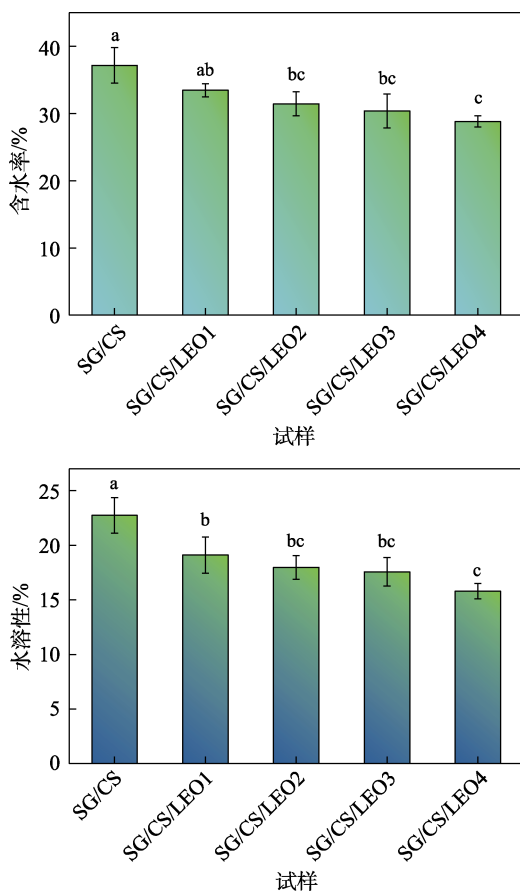 40
30
20
10
0
含水率/%
a
ab
bc
bc
c
SG/CS
SG/CS/LEO1
SG/CS/LEO2
SG/CS/LEO3
SG/CS/LEO4
试样
25
20
15
10
5
0
水溶性/%
a
b
bc
bc
c
SG/CS
SG/CS/LEO1
SG/CS/LEO2
SG/CS/LEO3
SG/CS/LEO4
试样